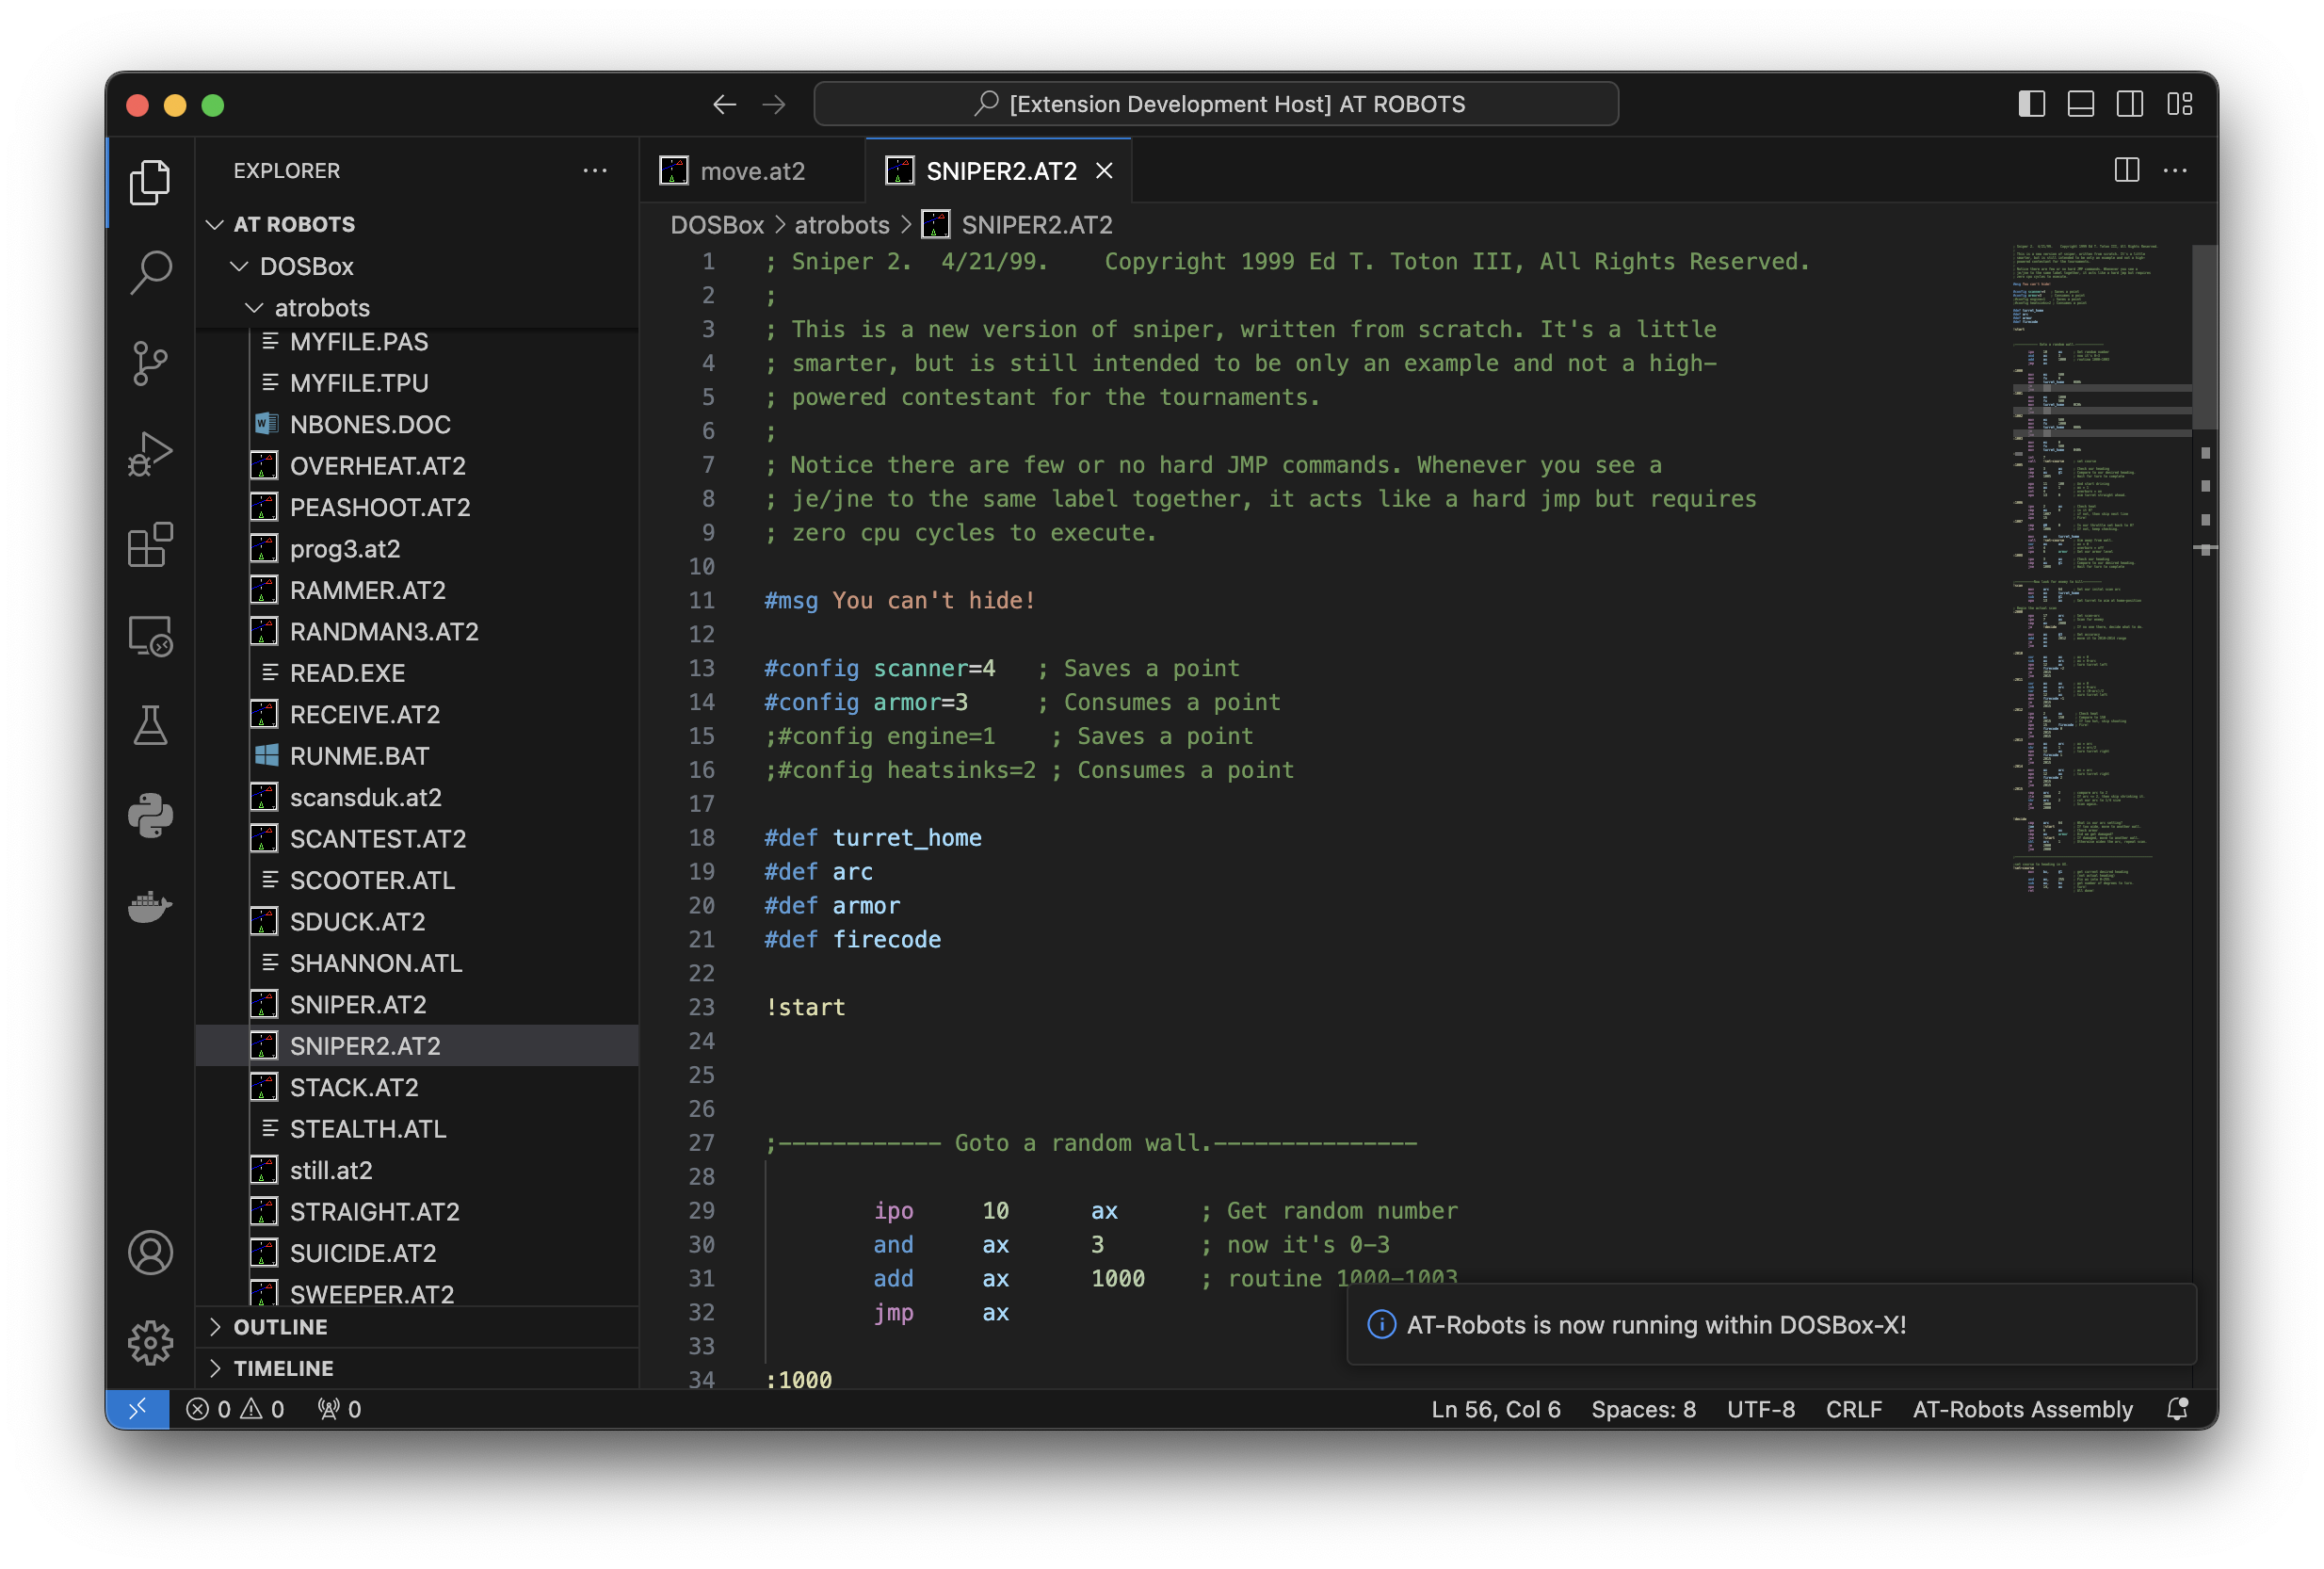 [Extension Development Host] AT ROBOTS
EXPLORER
AT ROBOTS
DOSBox
atrobots
MYFILE.PAS
MYFILE.TPU
NBONES.DOC
OVERHEAT.AT2
PEASHOOT.AT2
prog3.at2
RAMMER.AT2
RANDMAN3.AT2
READ.EXE
RECEIVE.AT2
RUNME.BAT
scansduk.at2
SCANTEST.AT2
SCOOTER.ATL
SDUCK.AT2
SHANNON.ATL
SNIPER.AT2
SNIPER2.AT2
STACK.AT2
STEALTH.ATL
still.at2
STRAIGHT.AT2
SUICIDE.AT2
SWEEPER.AT2
OUTLINE
TIMELINE
move.at2
SNIPER2.AT2
DOSBox > atrobots > SNIPER2.AT2
1 ; Sniper 2.  4/21/99.    Copyright 1999 Ed T. Toton III, All Rights Reserved.
2 ;
3 ; This is a new version of sniper, written from scratch. It's a little
4 ; smarter, but is still intended to be only an example and not a high-
5 ; powered contestant for the tournaments.
6 ;
7 ; Notice there are few or no hard JMP commands. Whenever you see a
8 ; je/jne to the same label together, it acts like a hard jmp but requires
9 ; zero cpu cycles to execute.
10
11 #msg You can't hide!
12
13 #config scanner=4   ; Saves a point
14 #config armor=3     ; Consumes a point
15 ;#config engine=1    ; Saves a point
16 ;#config heatsinks=2 ; Consumes a point
17
18 #def turret_home
19 #def arc
20 #def armor
21 #def firecode
22
23 !start
24
25
26
27 ;------------ Goto a random wall.---------------
28
29 ipo     10      ax      ; Get random number
30 and     ax      3       ; now it's 0-3
31 add     ax      1000    ; routine 1000-1003
32 jmp     ax
33
34 :1000
AT-Robots is now running within DOSBox-X!
0 0 0
Ln 56, Col 6
Spaces: 8
UTF-8
CRLF
AT-Robots Assembly